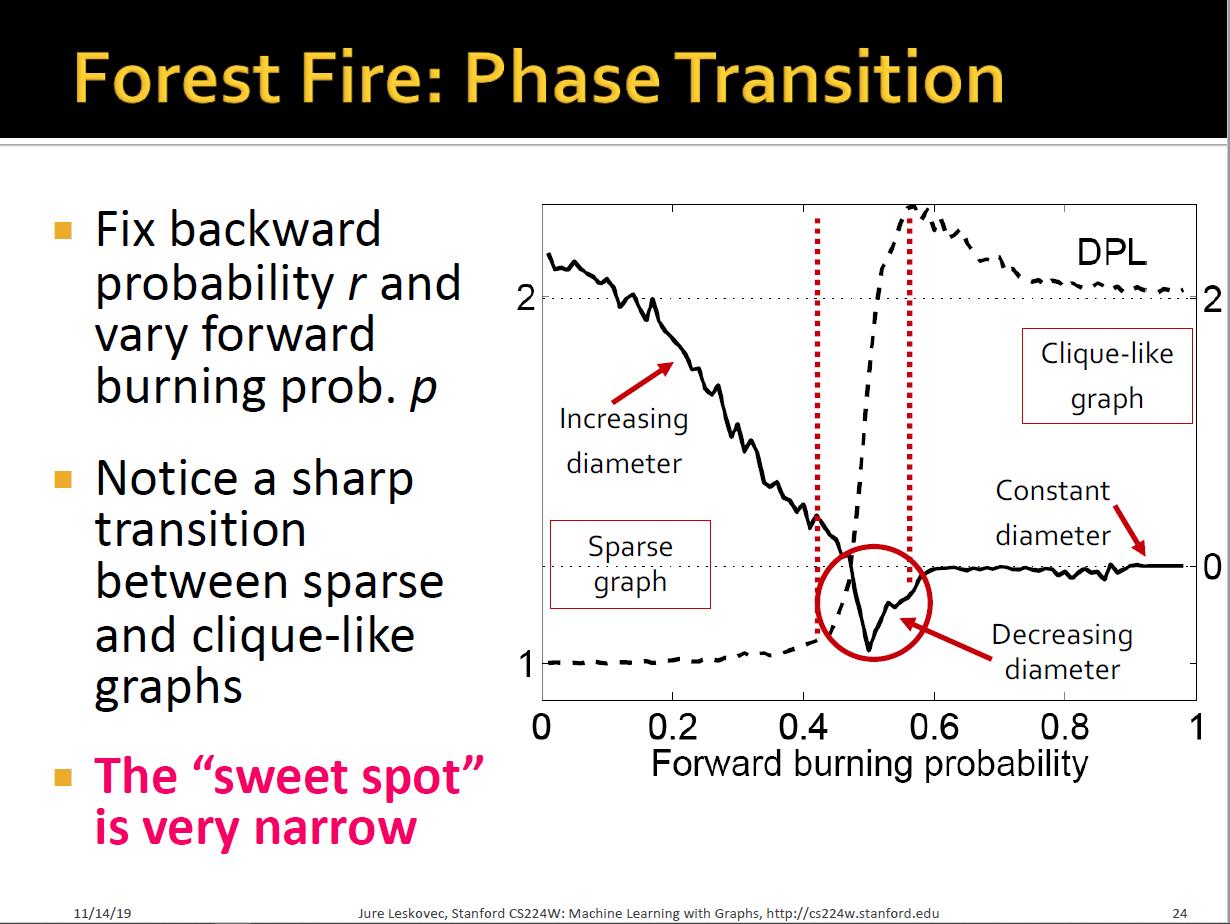 Forest Fire: Phase Transition
Fix backward
probability r and
vary forward
burning prob. p
Notice a sharp
transition
between sparse
and clique-like
graphs
The “sweet spot”
is very narrow
2
1
2
0
DPL
Clique-like
graph
Increasing
diameter
Constant
diameter
Sparse
graph
Decreasing
diameter
0 0.2 0.4 0.6 0.8 1
Forward burning probability
11/14/19
Jure Leskovec, Stanford CS224W: Machine Learning with Graphs, http://cs224w.stanford.edu
24